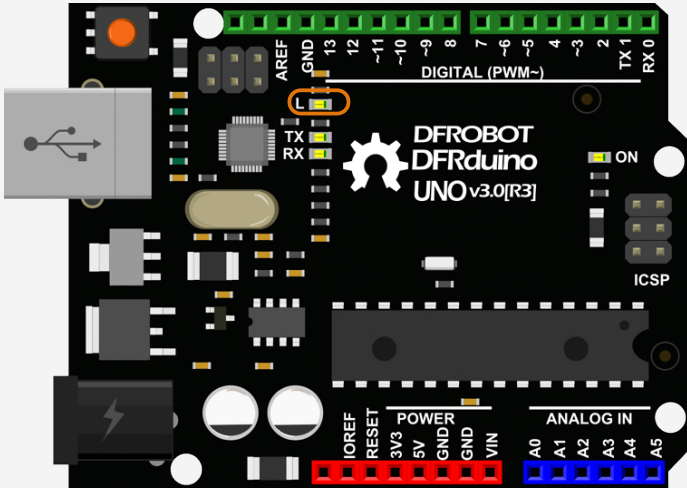 AREF
GND
13
12
~11
~10
~9
8
7
~6
~5
4
~3
2
TX 1
RX 0
DIGITAL (PWM~)
L
TX
RX
DFROBOT
DFRduino
UNO v3.0[R3]
ON
ICSP
IOREF
RESET
3V3
5V
GND
GND
VIN
POWER
ANALOG IN
A0
A1
A2
A3
A4
A5